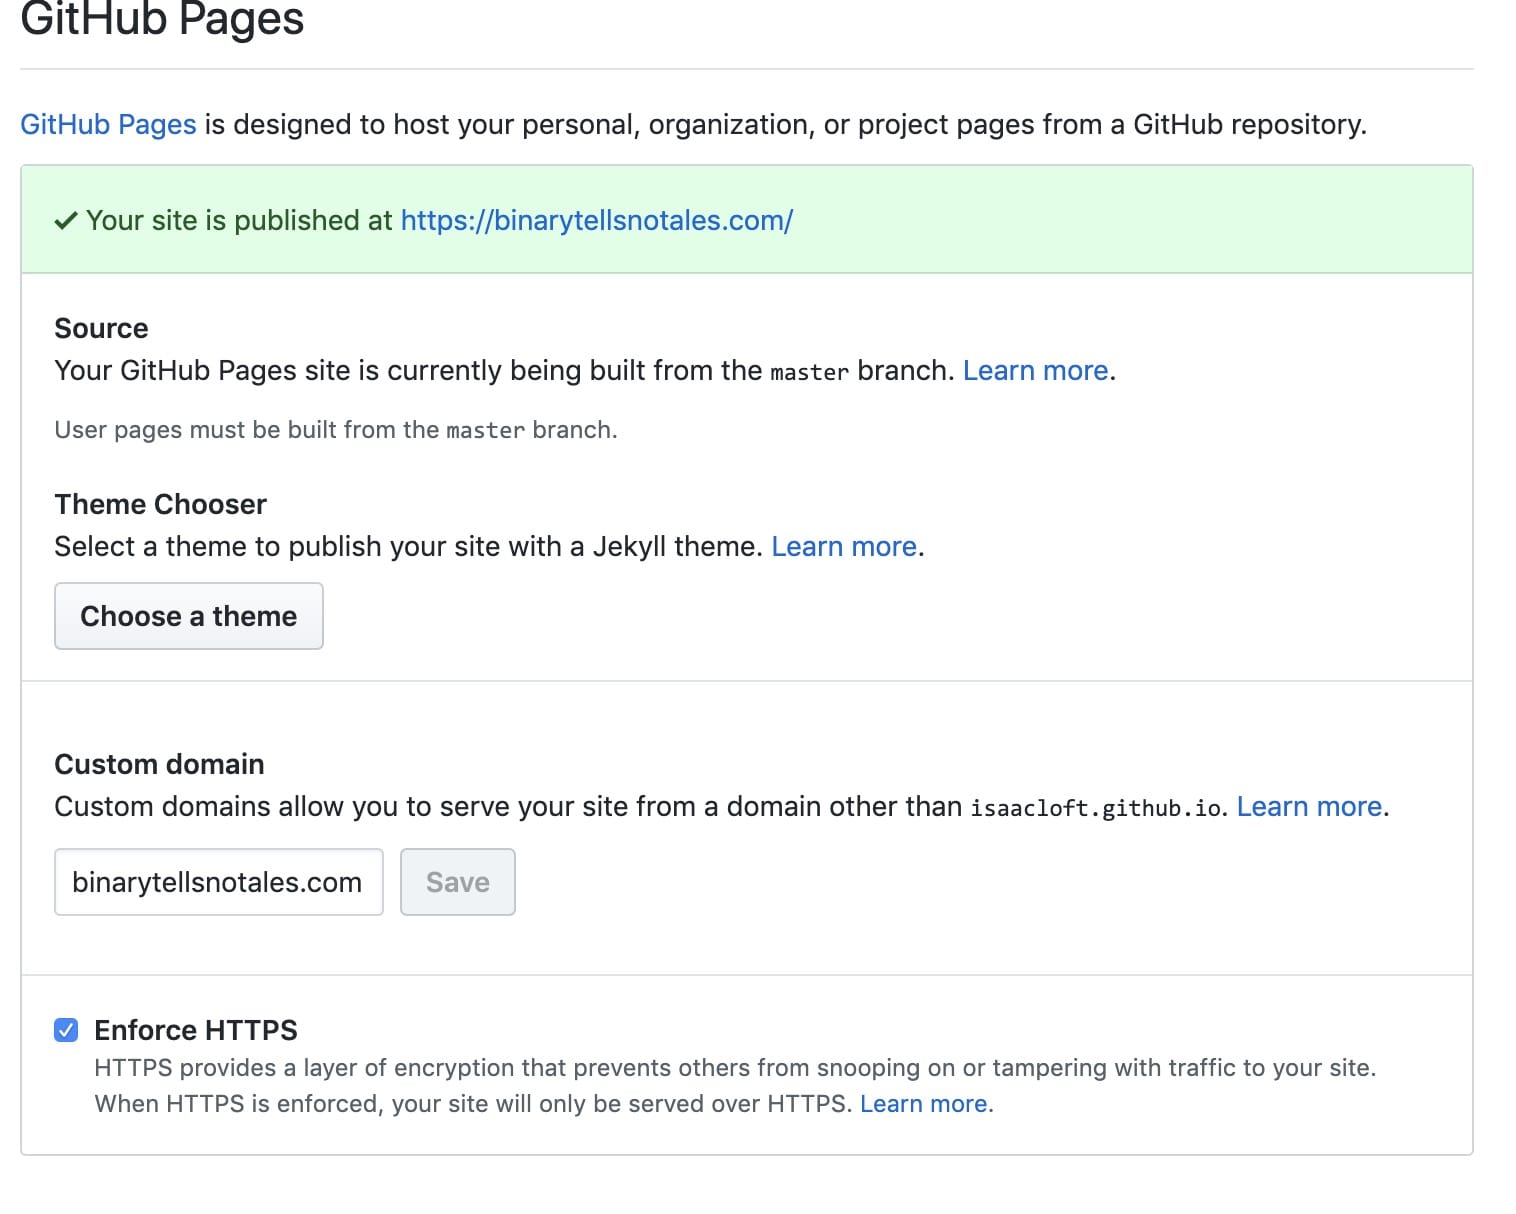 GitHub Pages
GitHub Pages is designed to host your personal, organization, or project pages from a GitHub repository.
Your site is published at https://binarytellsnotales.com/
Source
Your GitHub Pages site is currently being built from the master branch. Learn more.
User pages must be built from the master branch.
Theme Chooser
Select a theme to publish your site with a Jekyll theme. Learn more.
Choose a theme
Custom domain
Custom domains allow you to serve your site from a domain other than isaacloft.github.io. Learn more.
binarytellsnotales.com Save
Enforce HTTPS
HTTPS provides a layer of encryption that prevents others from snooping on or tampering with traffic to your site.
When HTTPS is enforced, your site will only be served over HTTPS. Learn more.